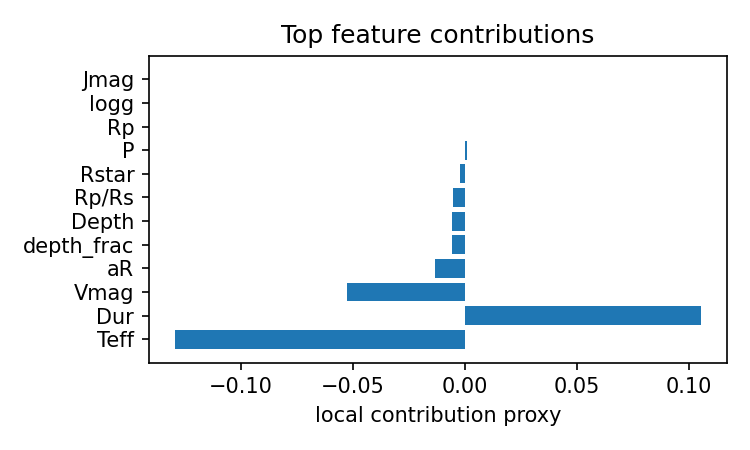 Top feature contributions
Jmag
logg
Rp
P
Rstar
Rp/Rs
Depth
depth_frac
aR
Vmag
Dur
Teff
−0.10 −0.05 0.00 0.05 0.10
local contribution proxy